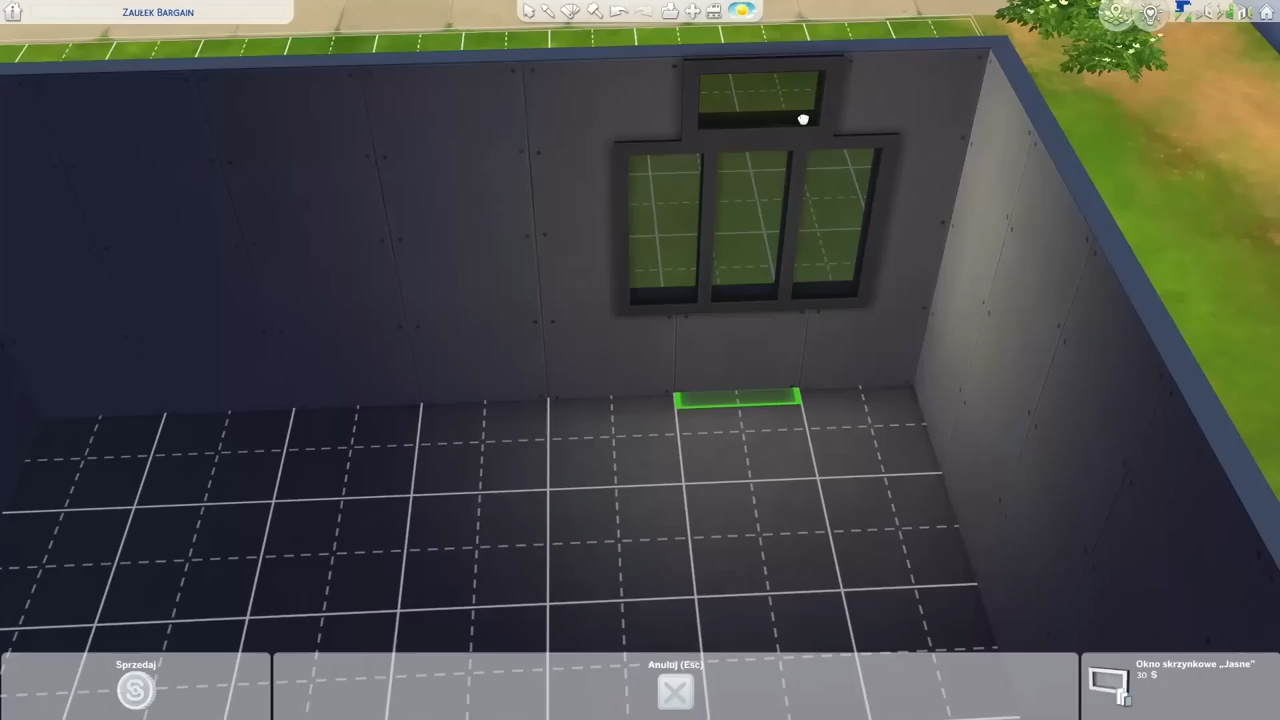 ZAUŁEK BARGAIN
Sprzedaj
Anuluj (Esc)
Okno skrzynkowe „Jasne”
30 §